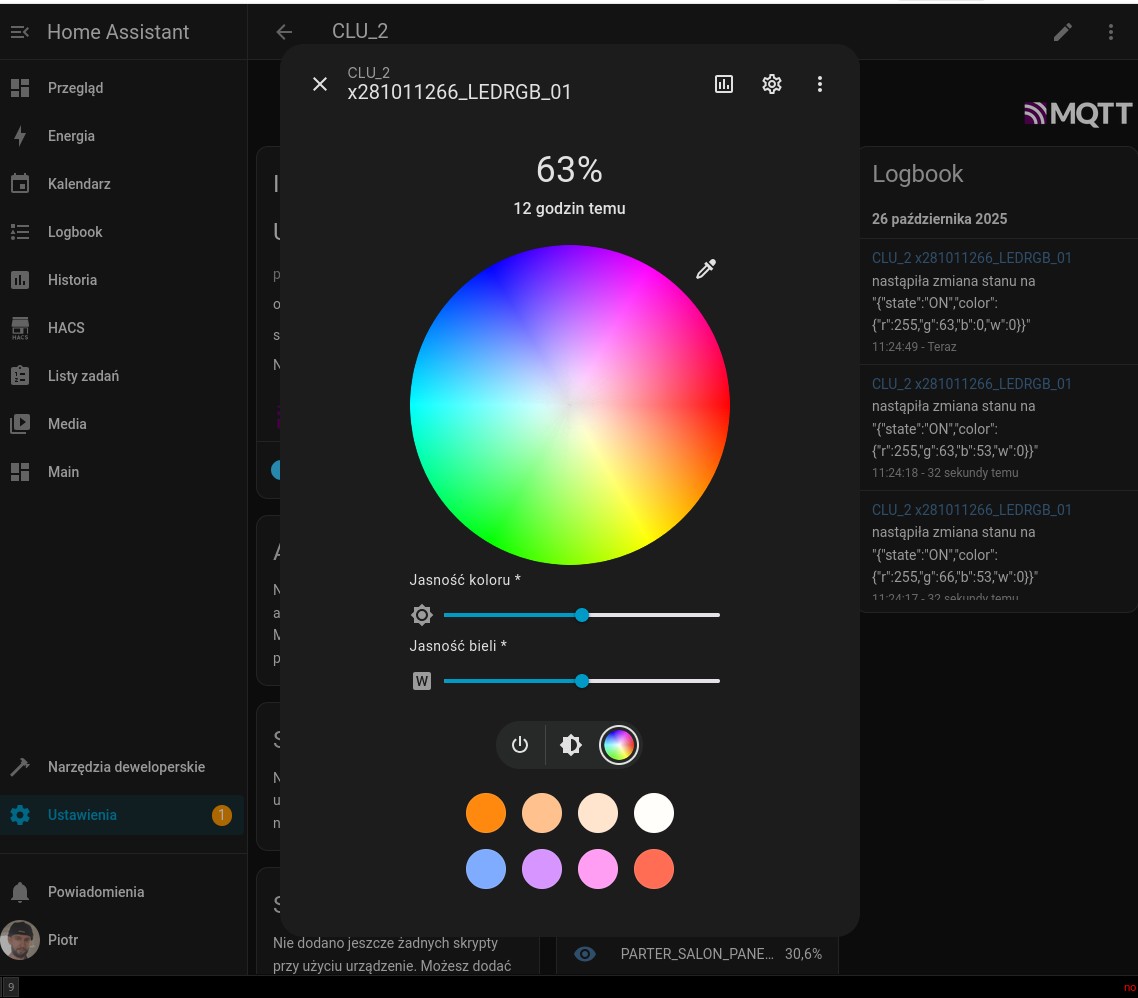 Home Assistant
CLU_2
Przegląd
Energia
Kalendarz
Logbook
Historia
HACS
HACS
Listy zadań
Media
Main
Narzędzia deweloperskie
Ustawienia
1
Powiadomienia
Piotr
CLU_2
x281011266_LEDRGB_01
63%
12 godzin temu
Jasność koloru *
Jasność bieli *
W
MQTT
Logbook
26 października 2025
CLU_2 x281011266_LEDRGB_01
nastąpiła zmiana stanu na
"{"state":"ON","color":
{"r":255,"g":63,"b":0,"w":0}}"
11:24:49 - Teraz
CLU_2 x281011266_LEDRGB_01
nastąpiła zmiana stanu na
"{"state":"ON","color":
{"r":255,"g":63,"b":53,"w":0}}"
11:24:18 - 32 sekundy temu
CLU_2 x281011266_LEDRGB_01
nastąpiła zmiana stanu na
"{"state":"ON","color":
{"r":255,"g":66,"b":53,"w":0}}"
11:24:17 - 32 sekundy temu
Nie dodano jeszcze żadnych skrypty
przy użyciu urządzenie. Możesz dodać
PARTER_SALON_PANE... 30,6%
9
no